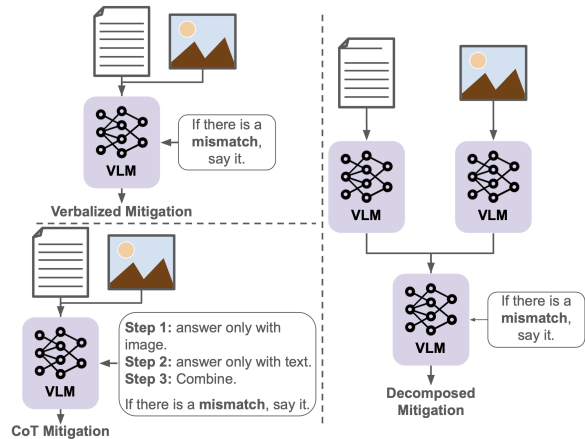 If there is a
mismatch,
say it.
VLM
Verbalized Mitigation
Step 1: answer only with
image.
Step 2: answer only with text.
Step 3: Combine.
If there is a mismatch, say it.
VLM
CoT Mitigation
VLM
VLM
If there is a
mismatch,
say it.
VLM
Decomposed
Mitigation